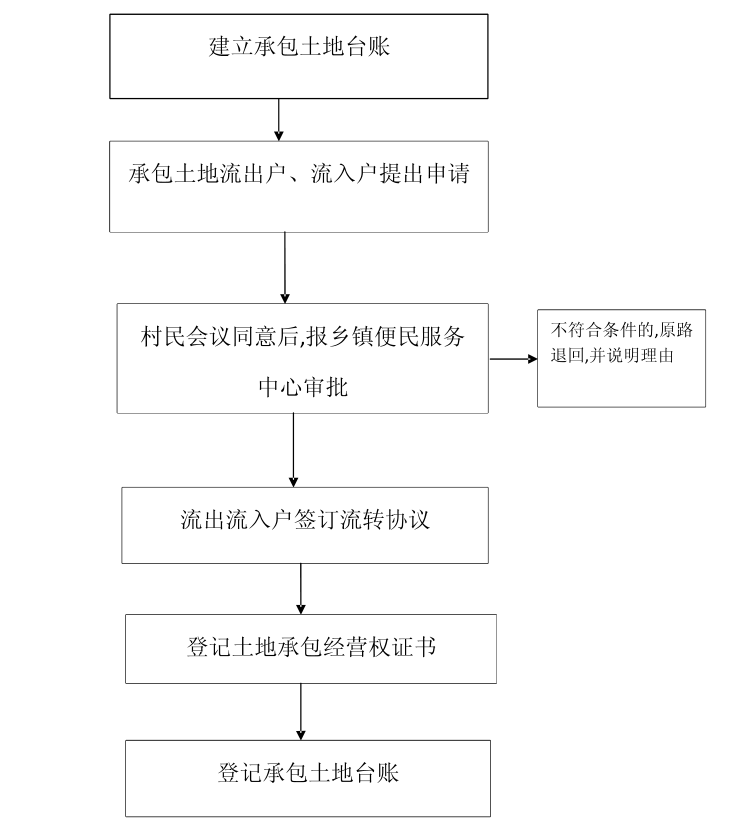 建立承包土地台账
承包土地流出户、流入户提出申请
村民会议同意后,报乡镇便民服务
中心审批
不符合条件的,原路
退回,并说明理由
流出流入户签订流转协议
登记土地承包经营权证书
登记承包土地台账